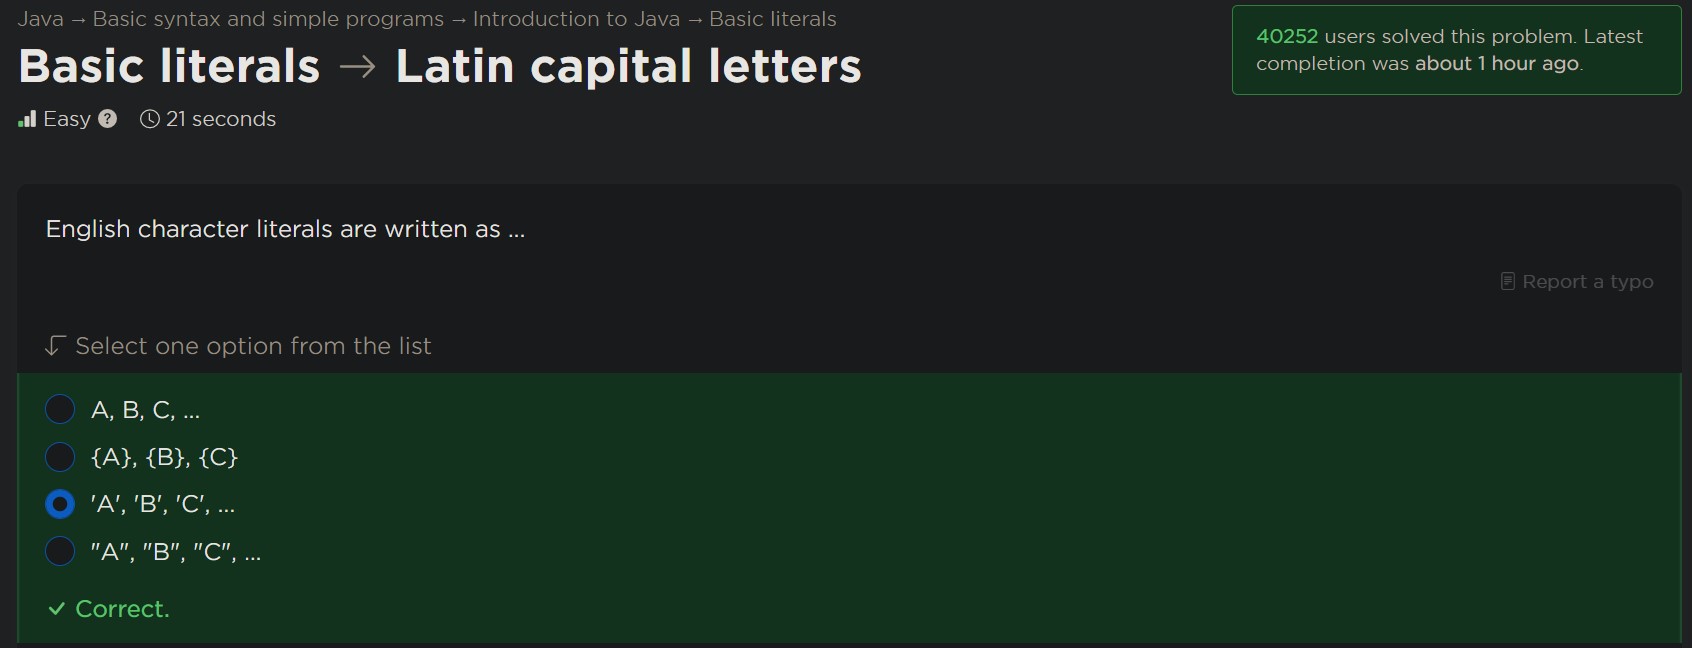 Java → Basic syntax and simple programs → Introduction to Java → Basic literals
Basic literals → Latin capital letters
40252 users solved this problem. Latest
completion was about 1 hour ago.
Easy ? 21 seconds
English character literals are written as ...
Report a typo
Select one option from the list
A, B, C, ...
{A}, {B}, {C}
'A', 'B', 'C', ...
"A", "B", "C", ...
✓ Correct.